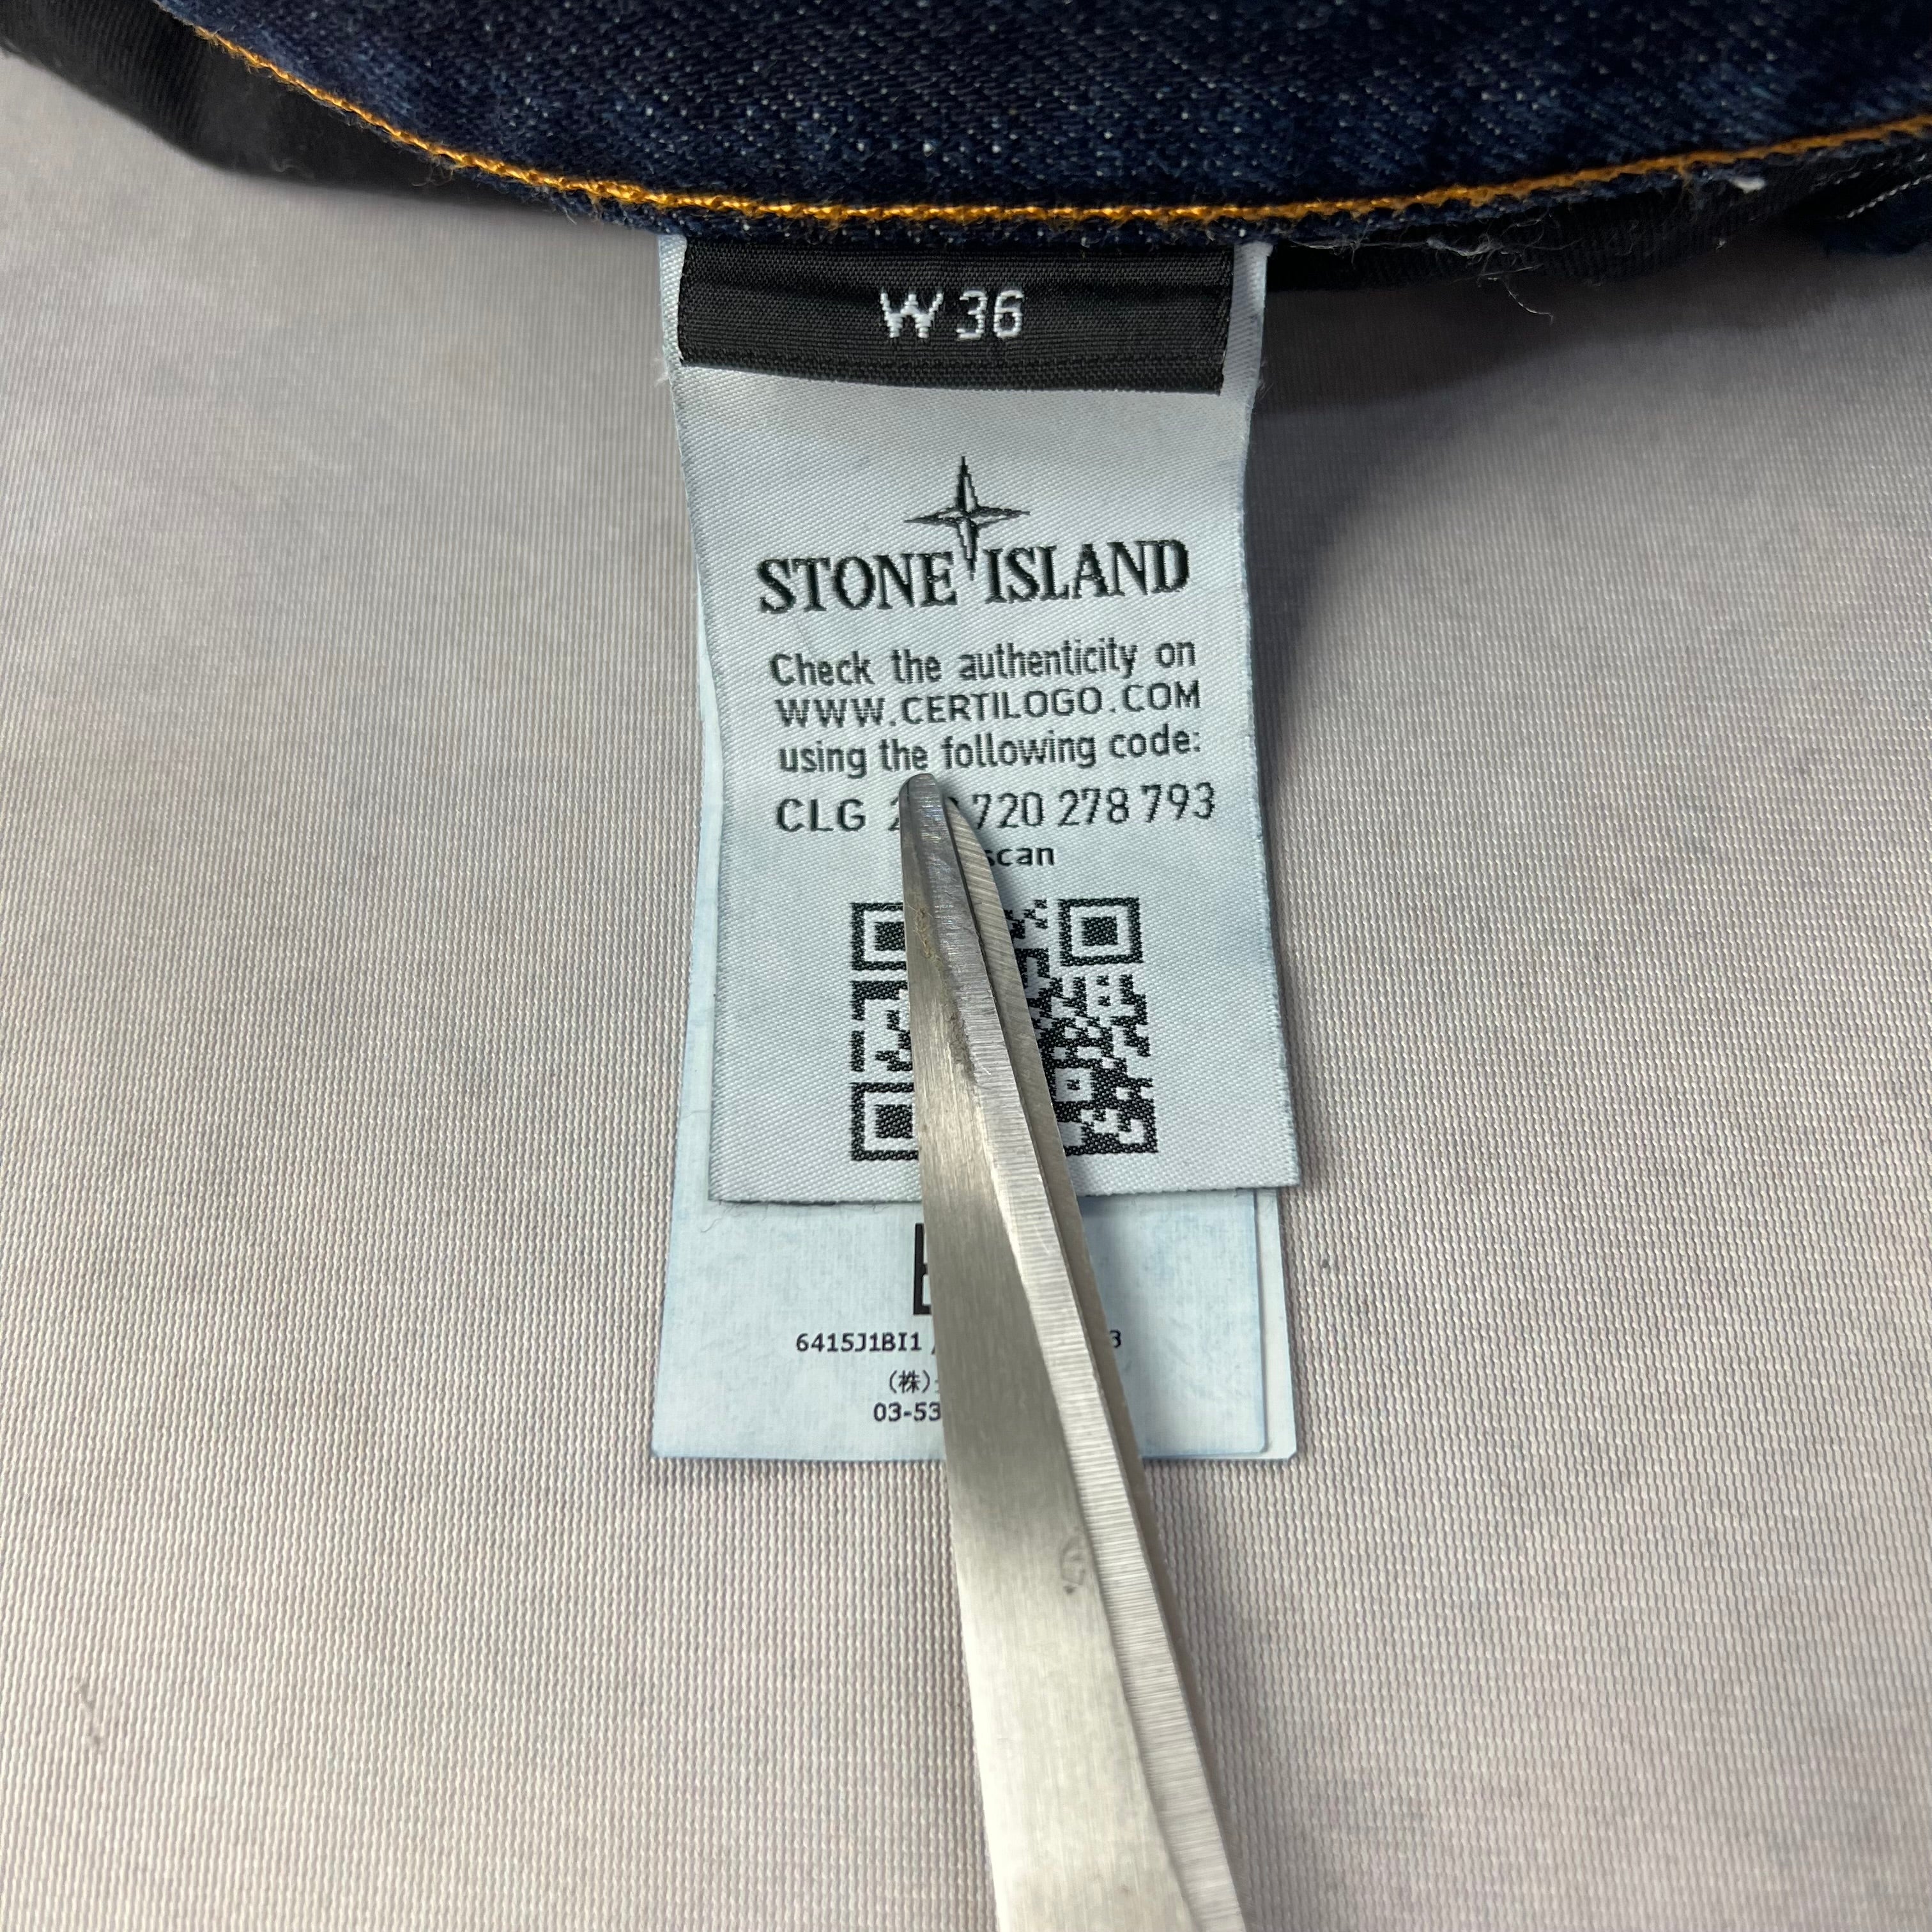 W 36
STONE ISLAND
Check the authenticity on
WWW.CERTILOGO.COM
using the following code:
CLG 720 278 793
scan
6415J1BI1
(株)
03-53